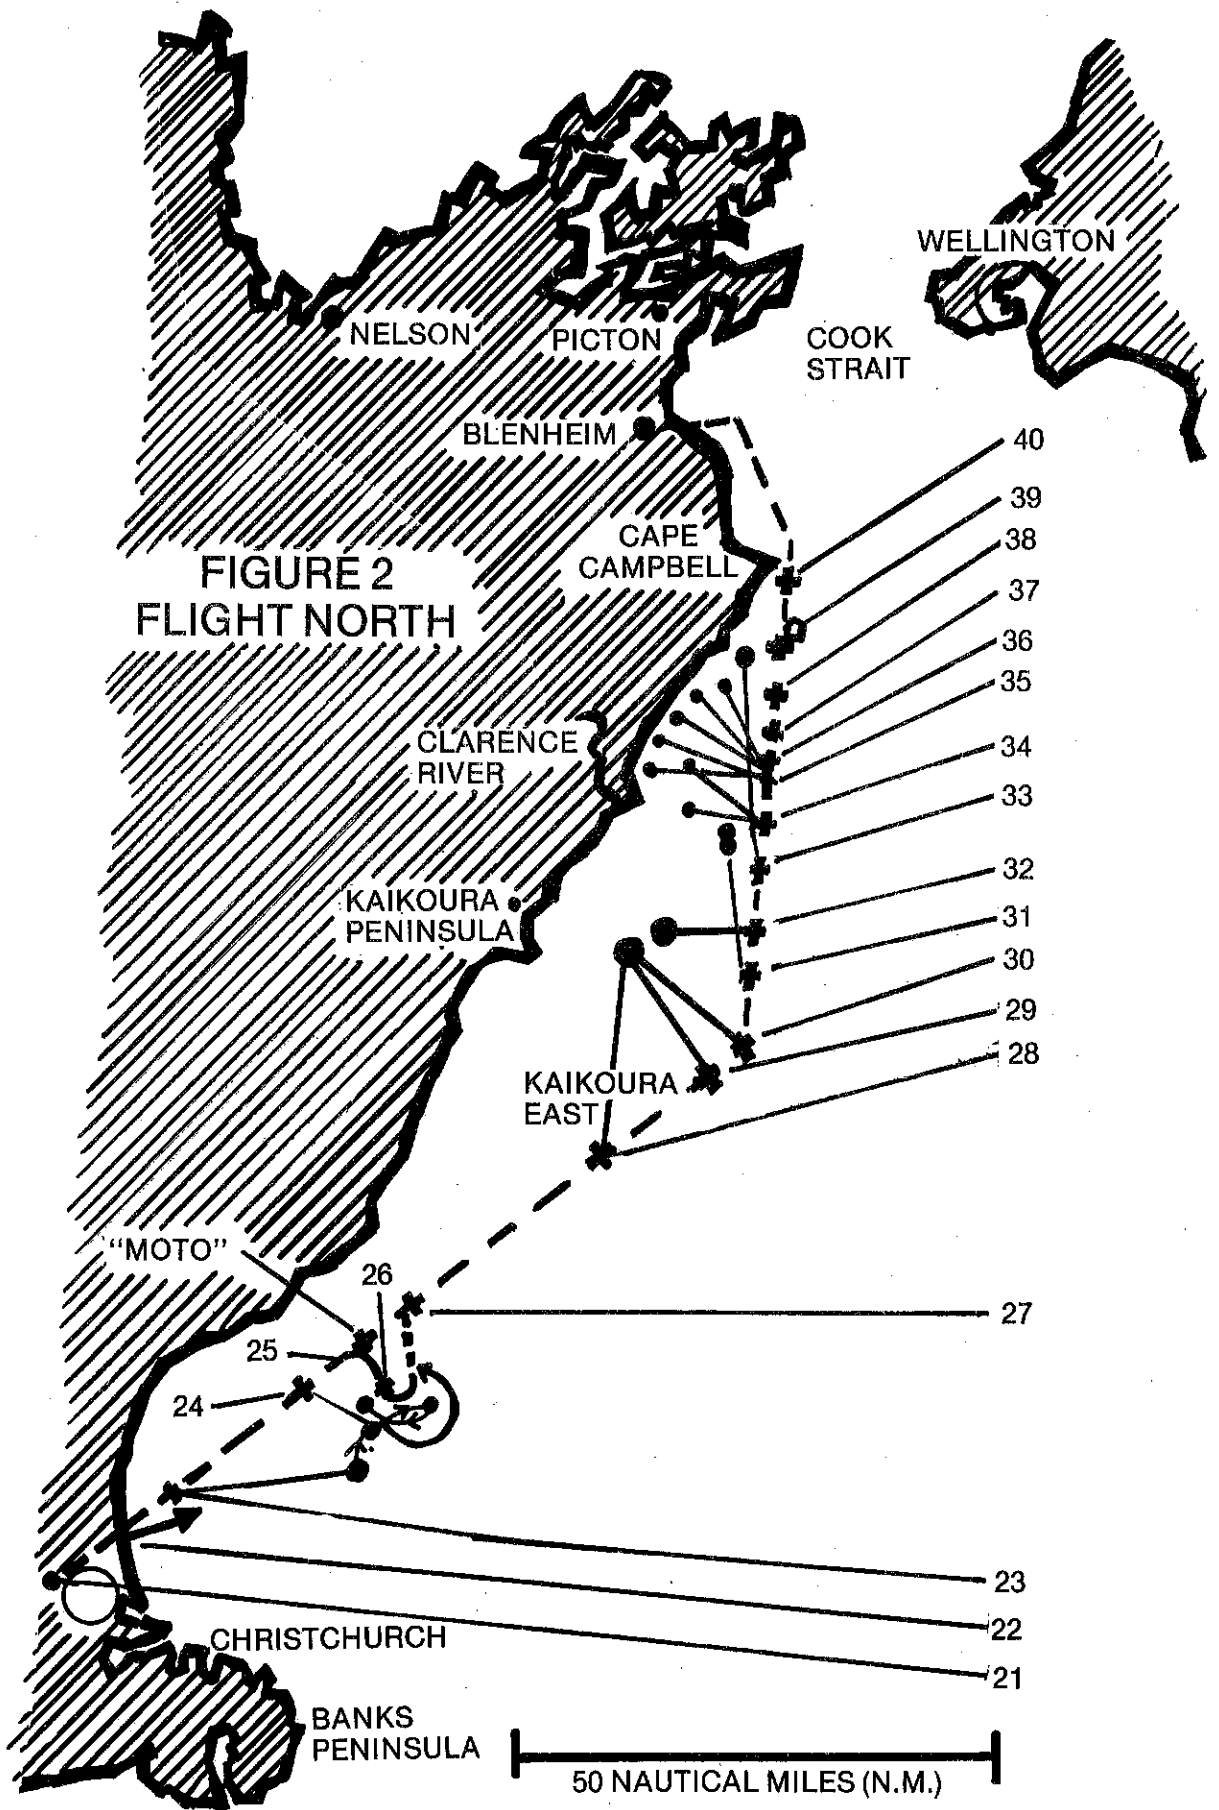 WELLINGTON
NELSON
PICTON
COOK
STRAIT
BLENHEIM
40
39
CAPE
CAMPBELL
38
FIGURE 2
FLIGHT NORTH
37
36
35
CLARENCE
RIVER
34
33
32
KAIKOURA
PENINSULA
31
30
29
KAIKOURA
EAST
28
"MOTO"
26
27
25
24
23
22
CHRISTCHURCH
21
BANKS
PENINSULA
50 NAUTICAL MILES (N.M.)